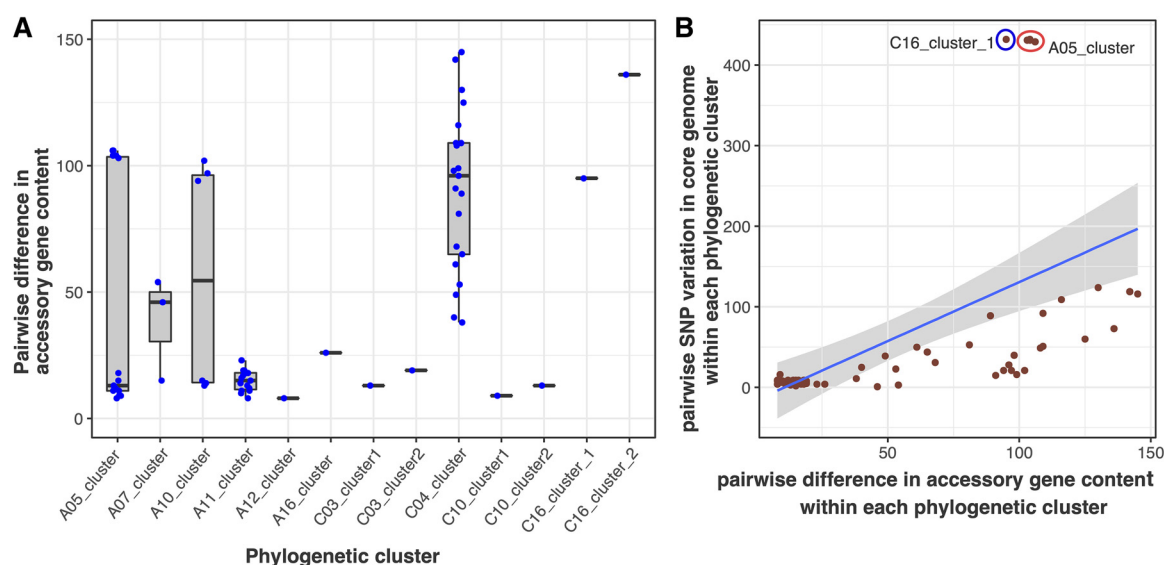 A
Pairwise difference in
accessory gene content
150
100
50
0
A05_cluster
A07_cluster
A10_cluster
A11_cluster
A12_cluster
A16_cluster
C03_cluster1
C03_cluster2
C04_cluster
C10_cluster1
C10_cluster2
C16_cluster_1
C16_cluster_2
Phylogenetic cluster
B
pairwise SNP variation in core genome
within each phylogenetic cluster
400
300
200
100
0
C16_cluster_1
A05_cluster
50
100
150
pairwise difference in accessory gene content
within each phylogenetic cluster